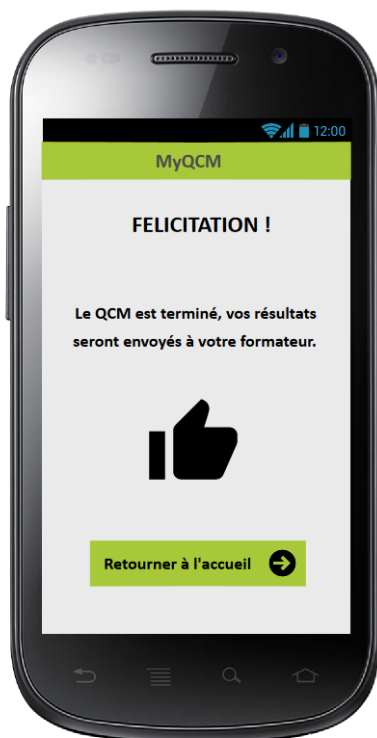 12:00
MyQCM
FELICITATION !
Le QCM est terminé, vos résultats
seront envoyés à votre formateur.
Retourner à l'accueil